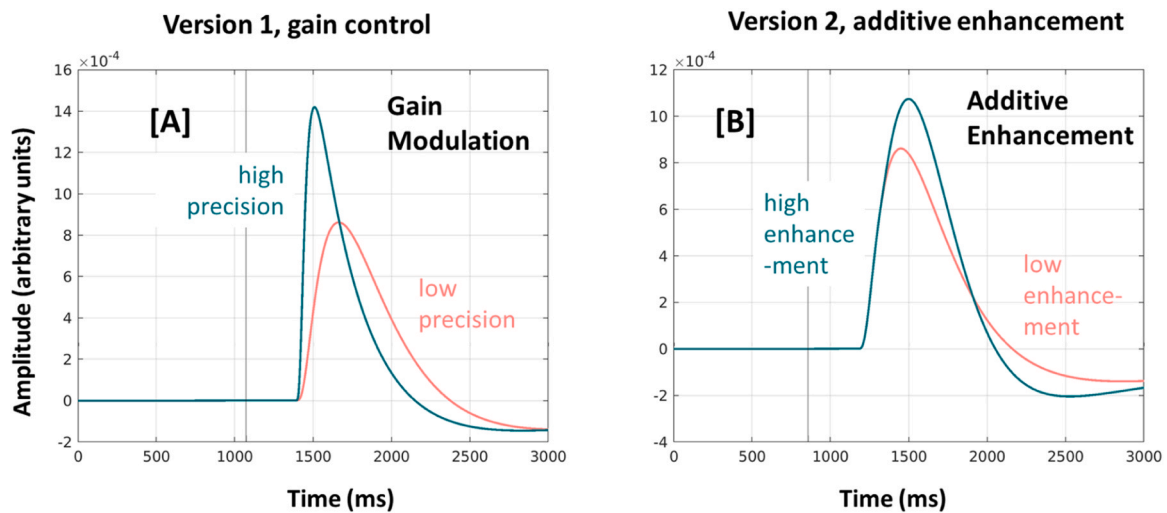 Version 1, gain control
×10⁻⁴
16
14
12
10
8
6
4
2
0
-2
[A]
Gain
Modulation
high
precision
low
precision
Amplitude (arbitrary units)
0 500 1000 1500 2000 2500 3000
Time (ms)
Version 2, additive enhancement
×10⁻⁴
12
10
8
6
4
2
0
-2
-4
[B]
Additive
Enhancement
high
enhance
-ment
low
enhance-
ment
0 500 1000 1500 2000 2500 3000
Time (ms)